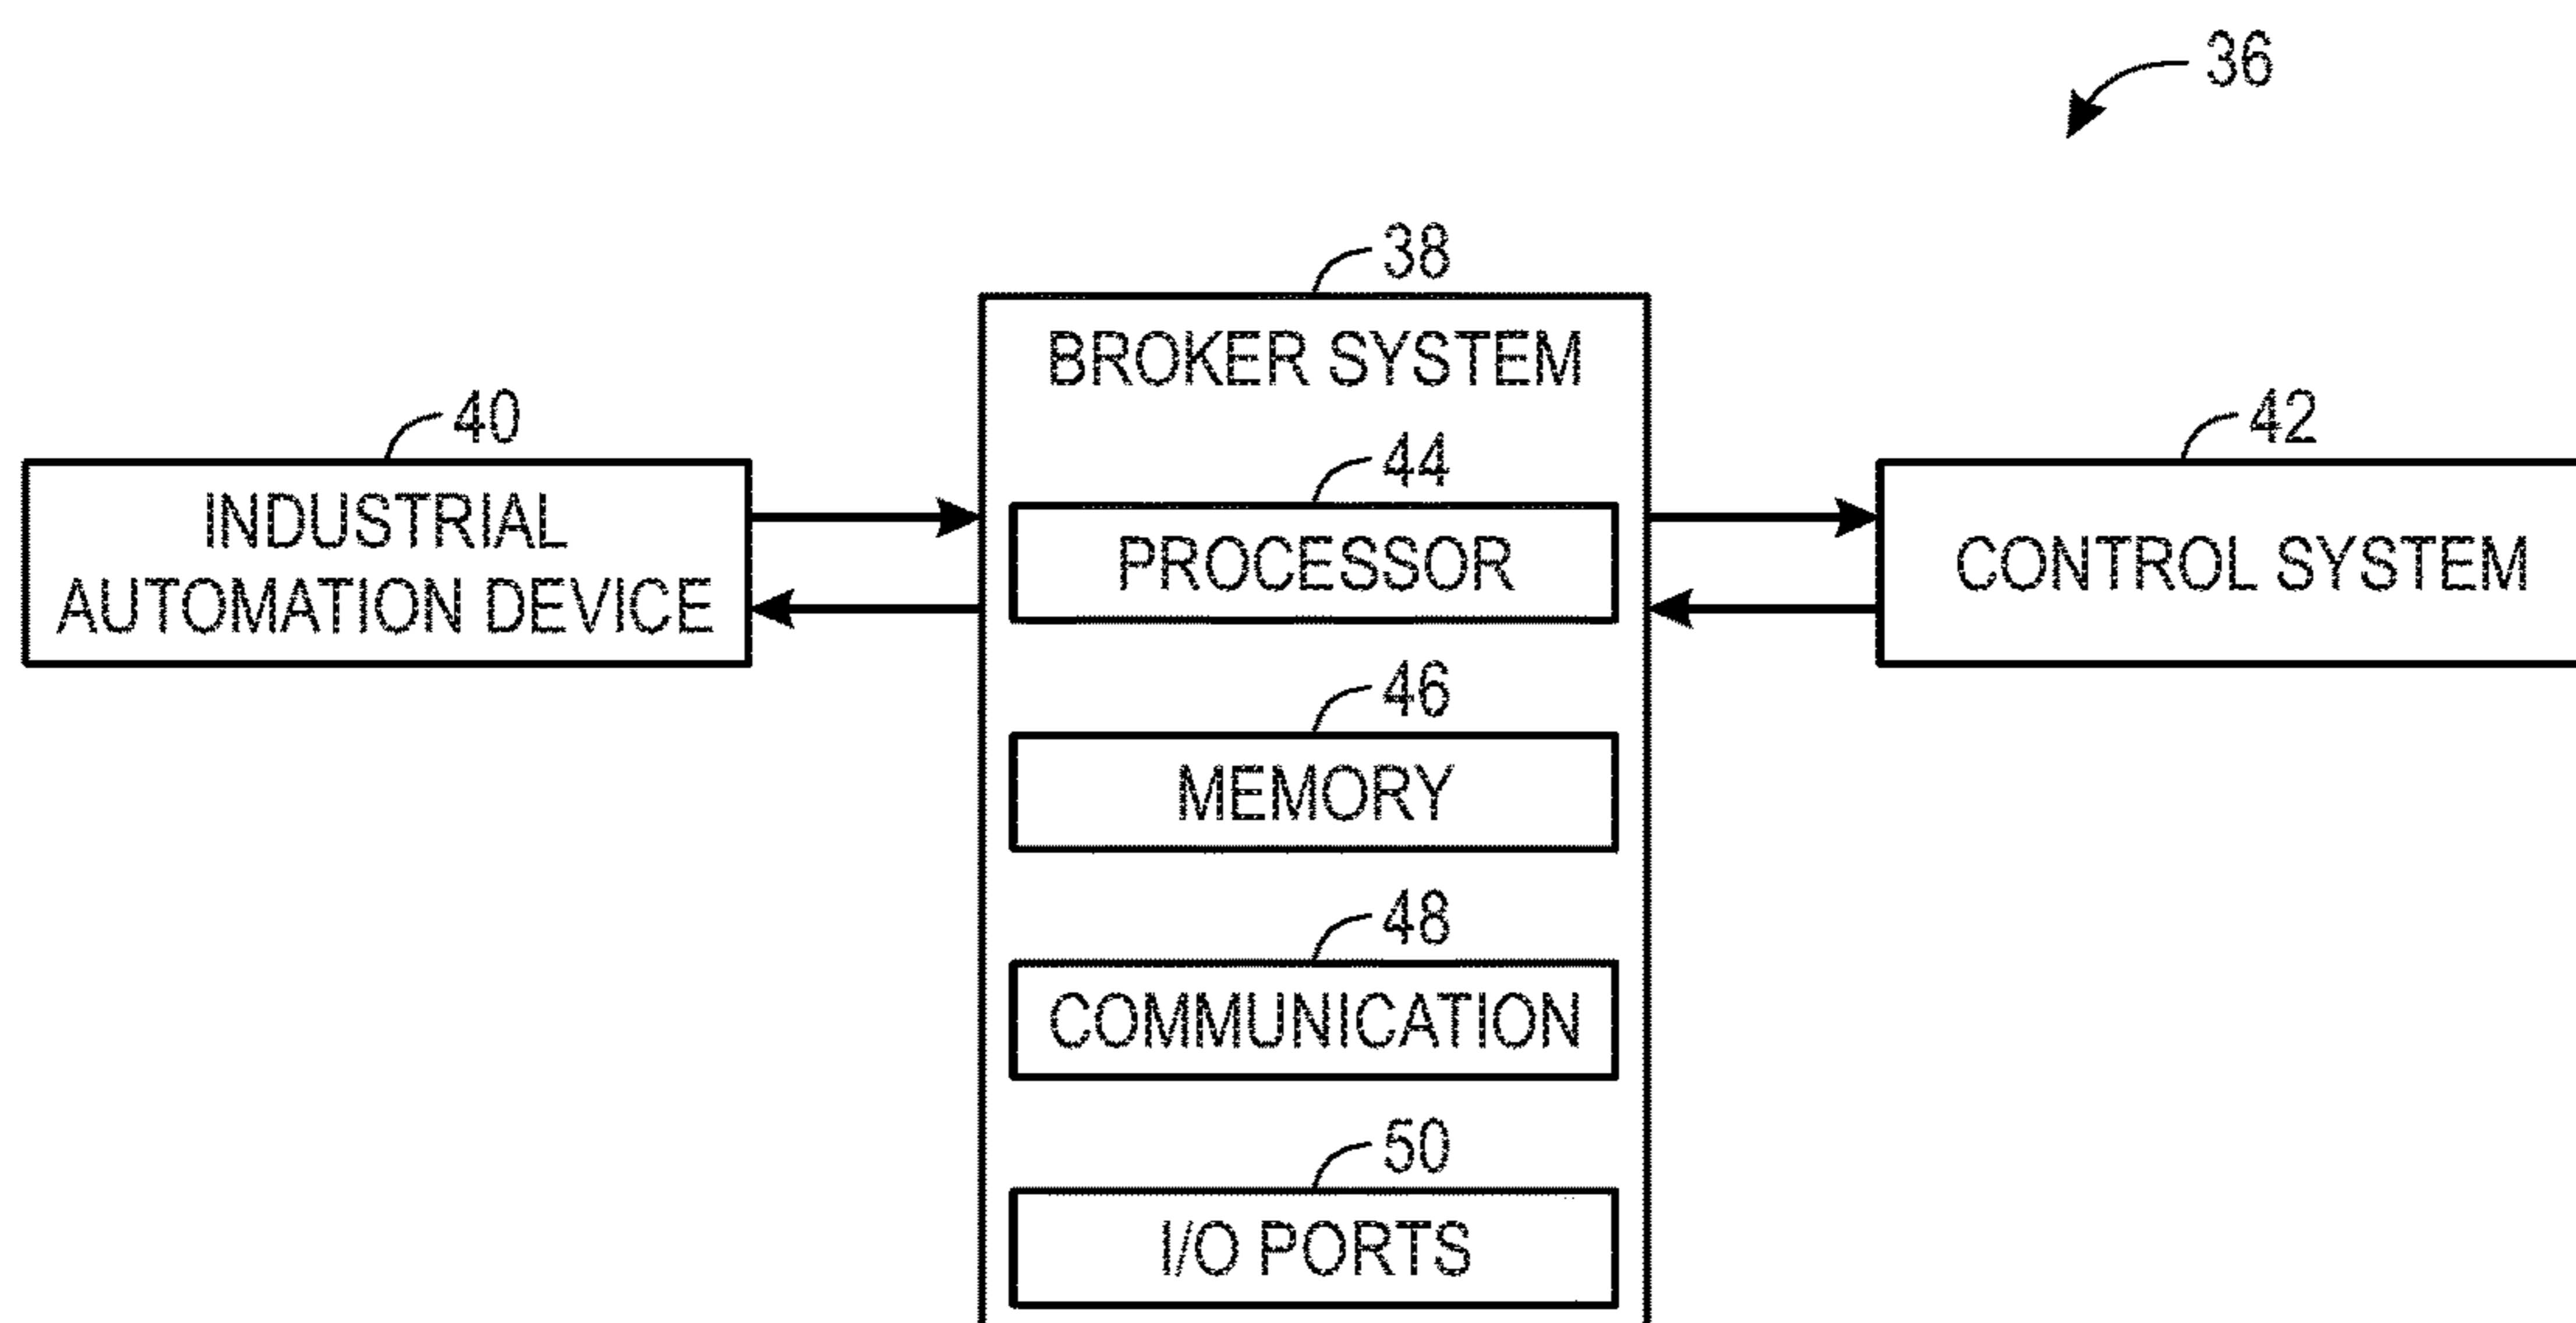 36
38
BROKER SYSTEM
40
INDUSTRIAL
AUTOMATION DEVICE
42
CONTROL SYSTEM
44
PROCESSOR
46
MEMORY
48
COMMUNICATION
50
I/O PORTS